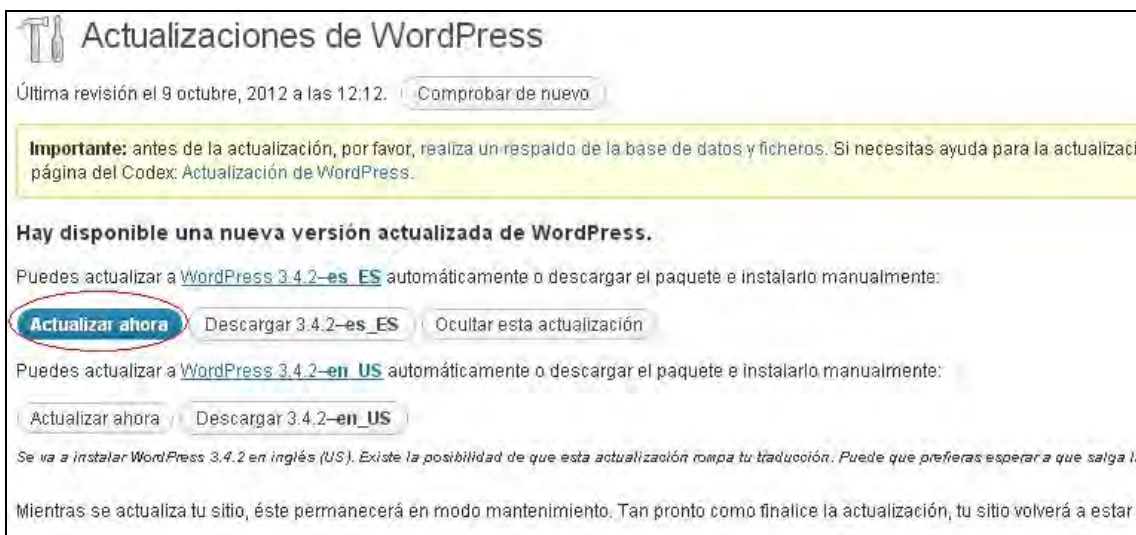 Actualizaciones de WordPress
Última revisión el 9 octubre, 2012 a las 12:12. Comprobar de nuevo
Importante: antes de la actualización, por favor, realiza un respaldo de la base de datos y ficheros. Si necesitas ayuda para la
página del Codex: Actualización de WordPress.
Hay disponible una nueva versión actualizada de WordPress.
Puedes actualizar a WordPress 3.4.2–es_ES automáticamente o descargar el paquete e instalarlo manualmente:
Actualizar ahora Descargar 3.4.2–es_ES Ocultar esta actualización
Puedes actualizar a WordPress 3.4.2–en_US automáticamente o descargar el paquete e instalarlo manualmente:
Actualizar ahora Descargar 3.4.2–en_US
Se va a instalar WordPress 3.4.2 en inglés (US). Existe la posibilidad de que esta actualización rompa tu traducción. Puede que prefieras esperar a que salga
Mientras se actualiza tu sitio, éste permanecerá en modo mantenimiento. Tan pronto como finalice la actualización, tu sitio volverá a estar